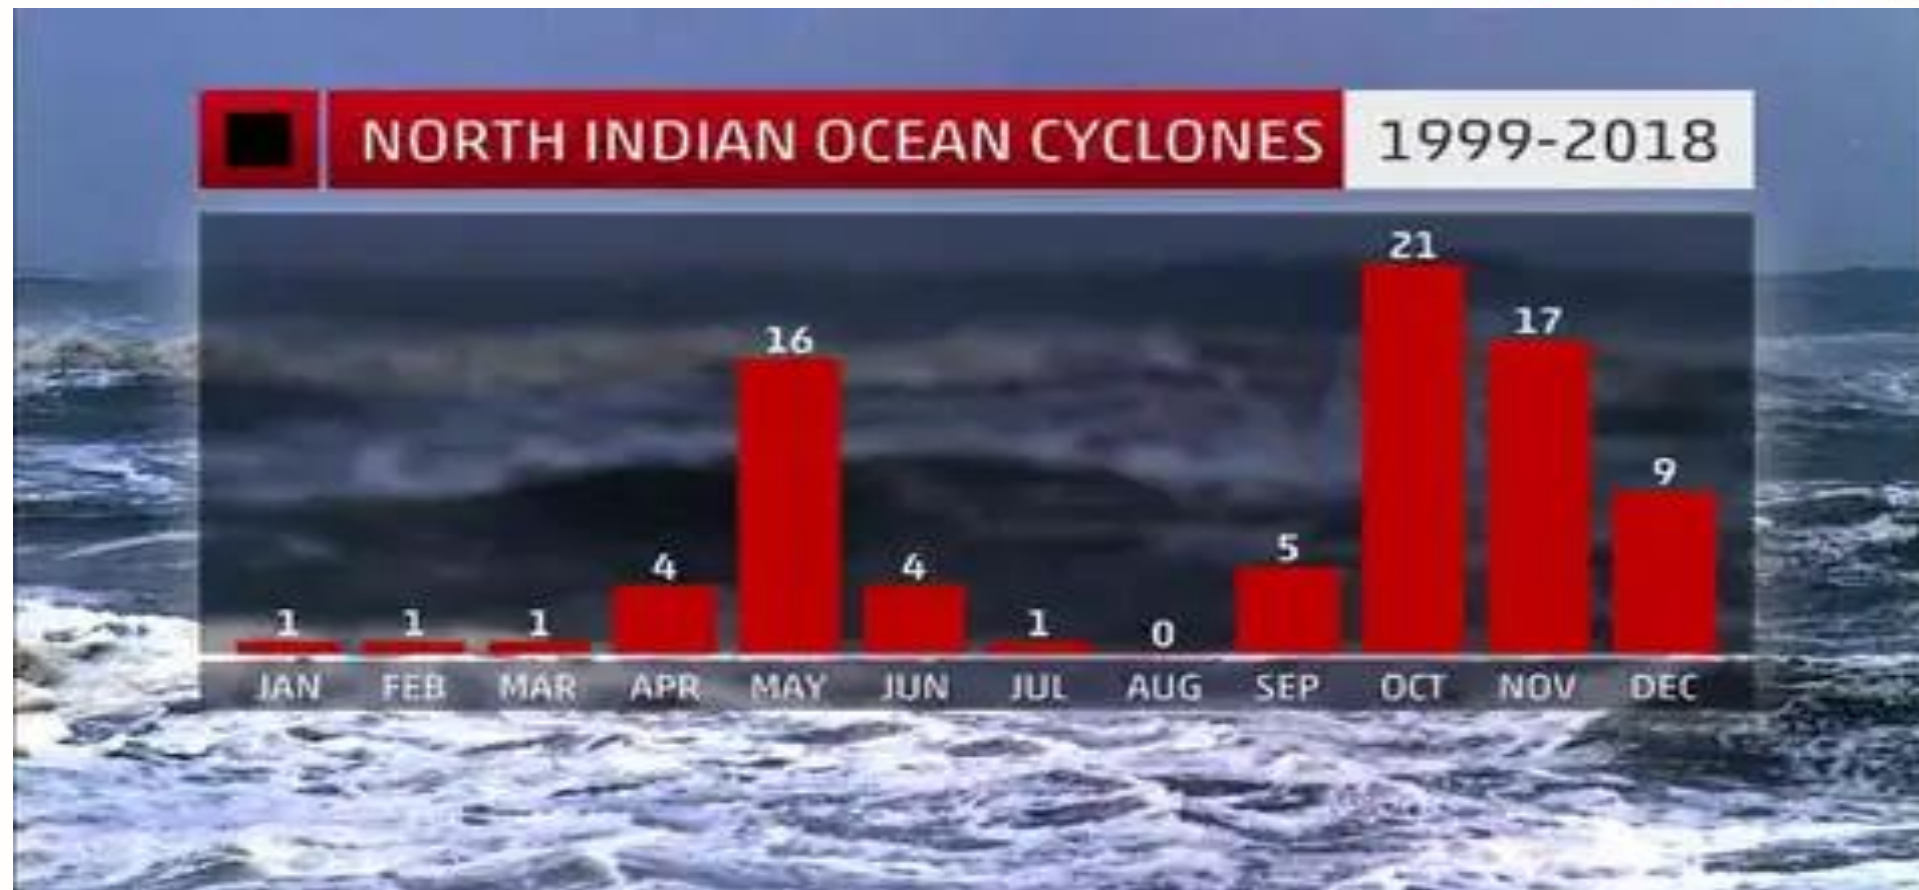 NORTH INDIAN OCEAN CYCLONES 1999-2018
21
17
16
9
5
4 4
1 1 1 1 0
JAN FEB MAR APR MAY JUN JUL AUG SEP OCT NOV DEC